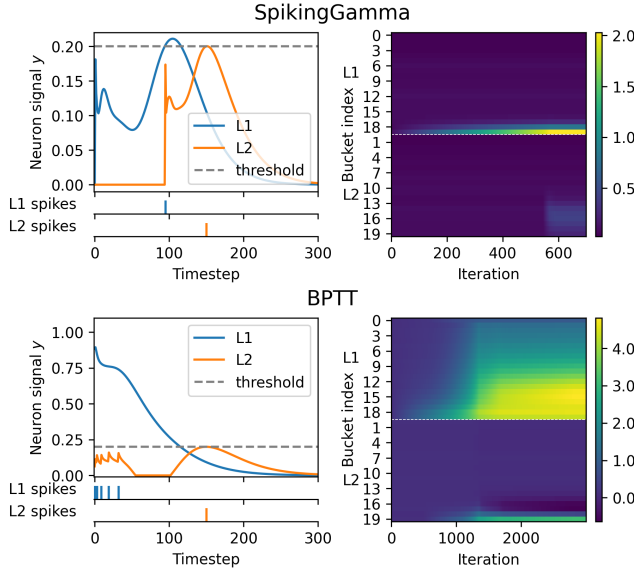 SpikingGamma
0.20
0.15
0.10
0.05
0.00
Neuron signal y
L1
L2
threshold
L1 spikes
L2 spikes
0 100 200 300
Timestep
0
3
6
9
12
15
18
1
4
7
10
13
16
19
L1
L2
Bucket index
0 200 400 600
Iteration
2.0
1.5
1.0
0.5
BPTT
1.00
0.75
0.50
0.25
0.00
Neuron signal y
L1
L2
threshold
L1 spikes
L2 spikes
0 100 200 300
Timestep
0
3
6
9
12
15
18
1
4
7
10
13
16
19
L1
L2
Bucket index
0 1000 2000
Iteration
4.0
3.0
2.0
1.0
0.0